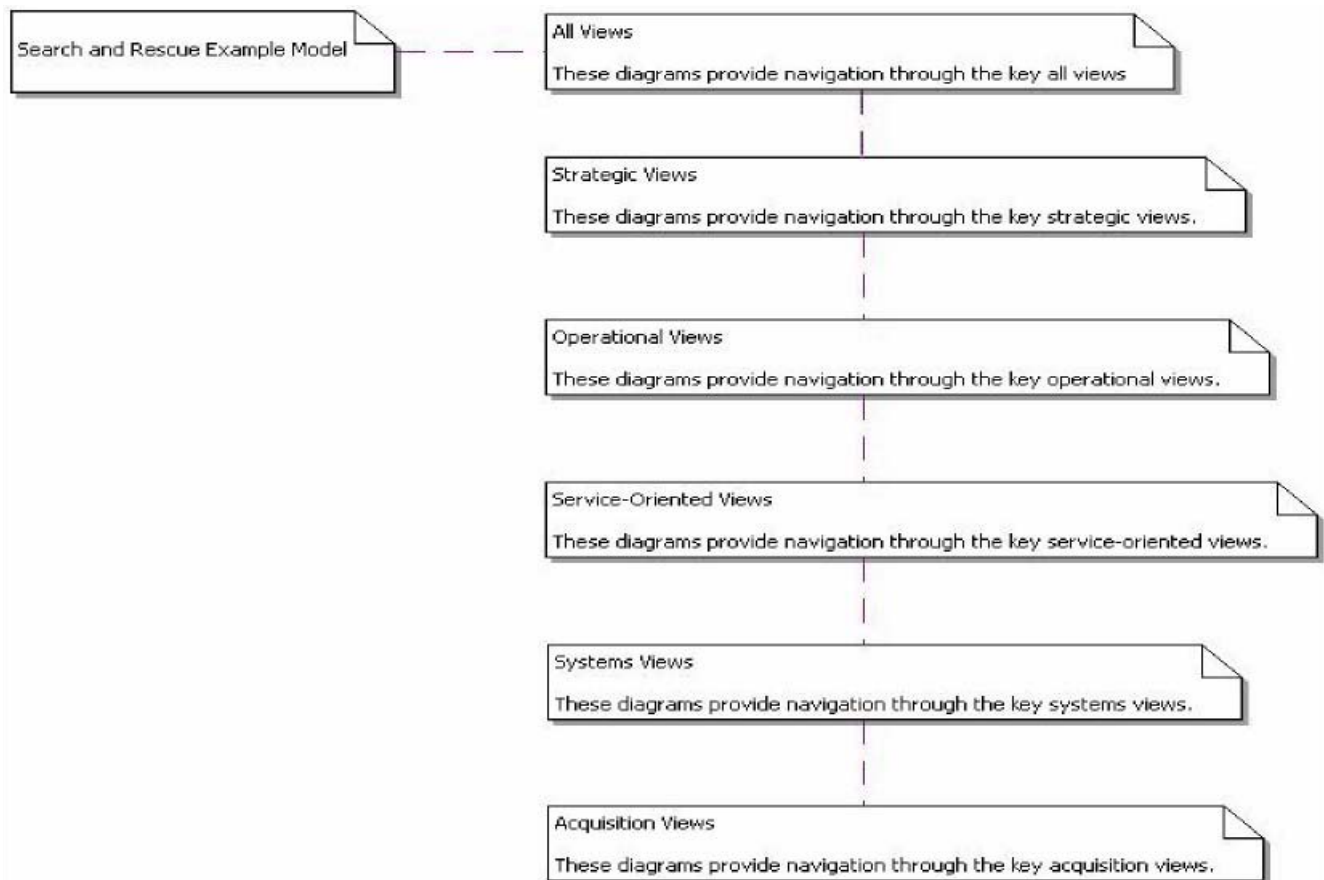 Search and Rescue Example Model
All Views
These diagrams provide navigation through the key all views
Strategic Views
These diagrams provide navigation through the key strategic views.
Operational Views
These diagrams provide navigation through the key operational views.
Service-Oriented Views
These diagrams provide navigation through the key service-oriented views.
Systems Views
These diagrams provide navigation through the key systems views.
Acquisition Views
These diagrams provide navigation through the key acquisition views.